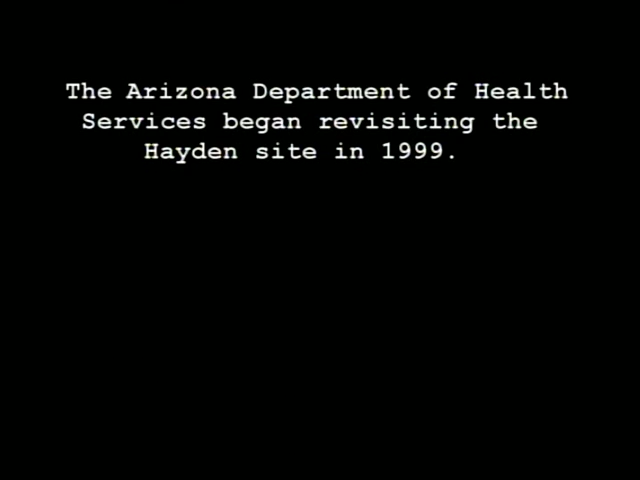 The Arizona Department of Health
Services began revisiting the
Hayden site in 1999.